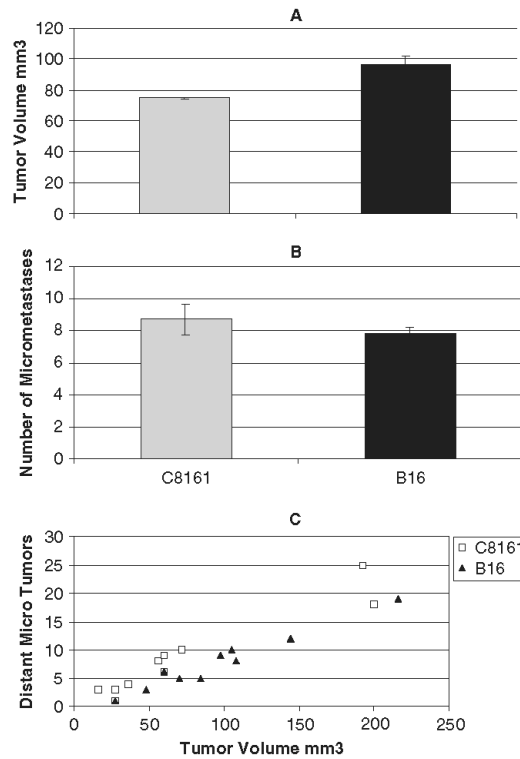 A
Tumor Volume mm3
120
100
80
60
40
20
0
B
Number of Micrometastases
12
10
8
6
4
2
0
C8161 B16
C
Distant Micro Tumors
30
25
20
15
10
5
0
0 50 100 150 200 250
Tumor Volume mm3
C8161
B16